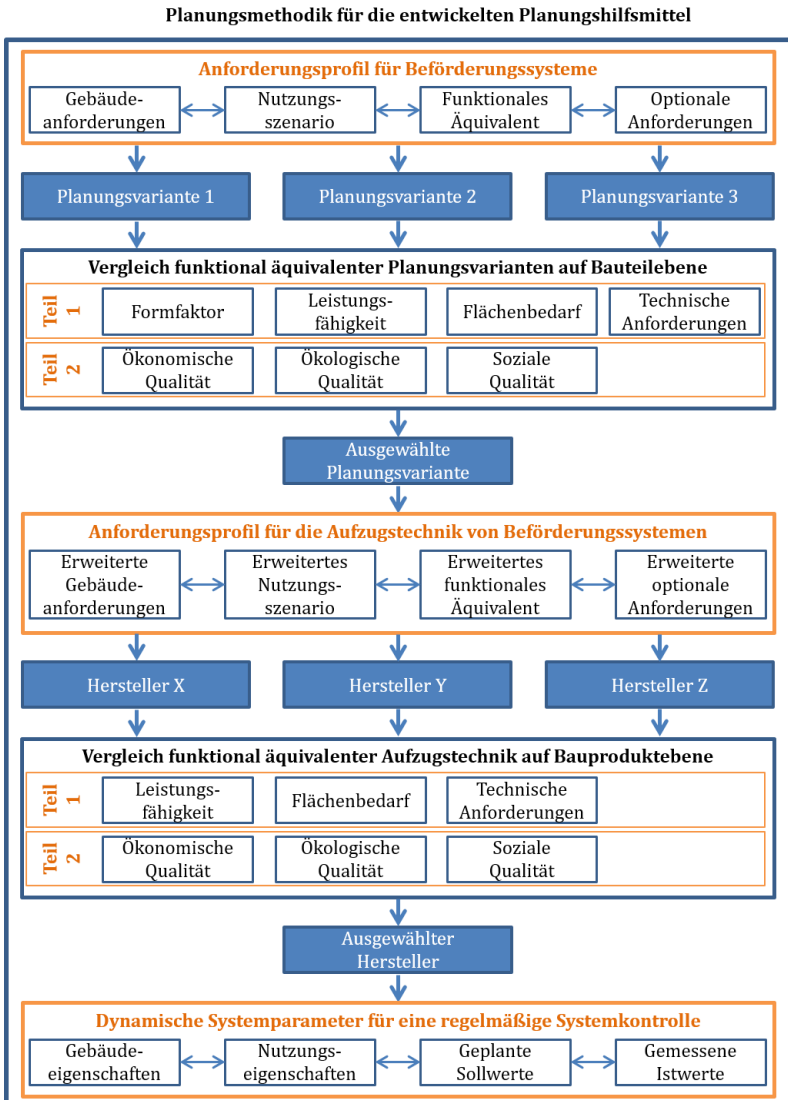 Planungsmethodik für die entwickelten Planungshilfsmittel
Anforderungsprofil für Beförderungssysteme
Gebäude-
anforderungen
Nutzungs-
szenario
Funktionales
Äquivalent
Optionale
Anforderungen
Planungsvariante 1
Planungsvariante 2
Planungsvariante 3
Vergleich funktional äquivalenter Planungsvarianten auf Bauteilebene
Teil
1
Formfaktor
Leistungs-
fähigkeit
Flächenbedarf
Technische
Anforderungen
Teil
2
Ökonomische
Qualität
Ökologische
Qualität
Soziale
Qualität
Ausgewählte
Planungsvariante
Anforderungsprofil für die Aufzugstechnik von Beförderungssystemen
Erweiterte
Gebäude-
anforderungen
Erweitertes
Nutzungs-
szenario
Erweitertes
funktionales
Äquivalent
Erweiterte
optionale
Anforderungen
Hersteller X
Hersteller Y
Hersteller Z
Vergleich funktional äquivalenter Aufzugstechnik auf Bauproduktebene
Teil
1
Leistungs-
fähigkeit
Flächenbedarf
Technische
Anforderungen
Teil
2
Ökonomische
Qualität
Ökologische
Qualität
Soziale
Qualität
Ausgewählter
Hersteller
Dynamische Systemparameter für eine regelmäßige Systemkontrolle
Gebäude-
eigenschaften
Nutzungs-
eigenschaften
Geplante
Sollwerte
Gemessene
Istwerte